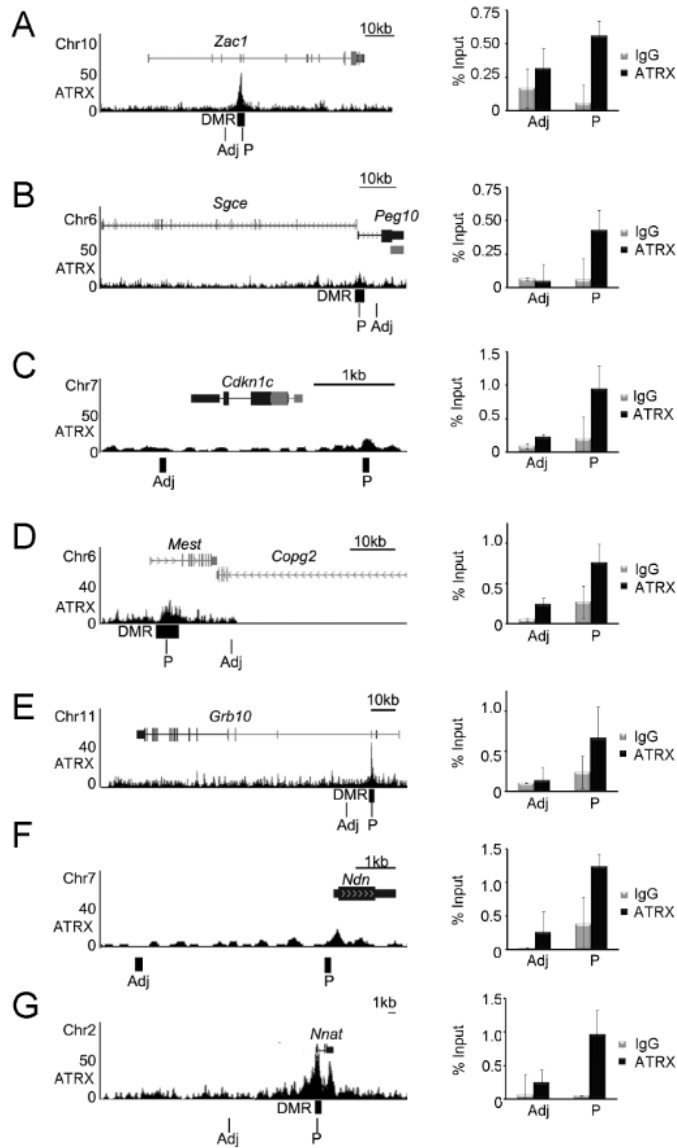 A
Chr10
Zac1
10kb
50
ATRX
0
DMR
Adj P
% Input
0.75
0.50
0.25
0
Adj P
IgG
ATRX
B
Chr6
Sgce
10kb
Peg10
50
ATRX
0
DMR
P Adj
% Input
0.75
0.50
0.25
0
Adj P
IgG
ATRX
C
Chr7
Cdkn1c
1kb
50
ATRX
0
Adj P
% Input
1.5
1.0
0.5
0
Adj P
IgG
ATRX
D
Chr6
Mest
10kb
Copg2
40
ATRX
0
DMR
P Adj
% Input
1.0
0.5
0
Adj P
IgG
ATRX
E
Chr11
Grb10
10kb
40
ATRX
0
DMR
Adj P
% Input
1.0
0.5
0
Adj P
IgG
ATRX
F
Chr7
1kb
Ndn
40
ATRX
0
Adj P
% Input
1.5
1.0
0.5
0
Adj P
IgG
ATRX
G
Chr2
1kb
Nnat
50
ATRX
0
DMR
Adj P
% Input
1.5
1.0
0.5
0
Adj P
IgG
ATRX